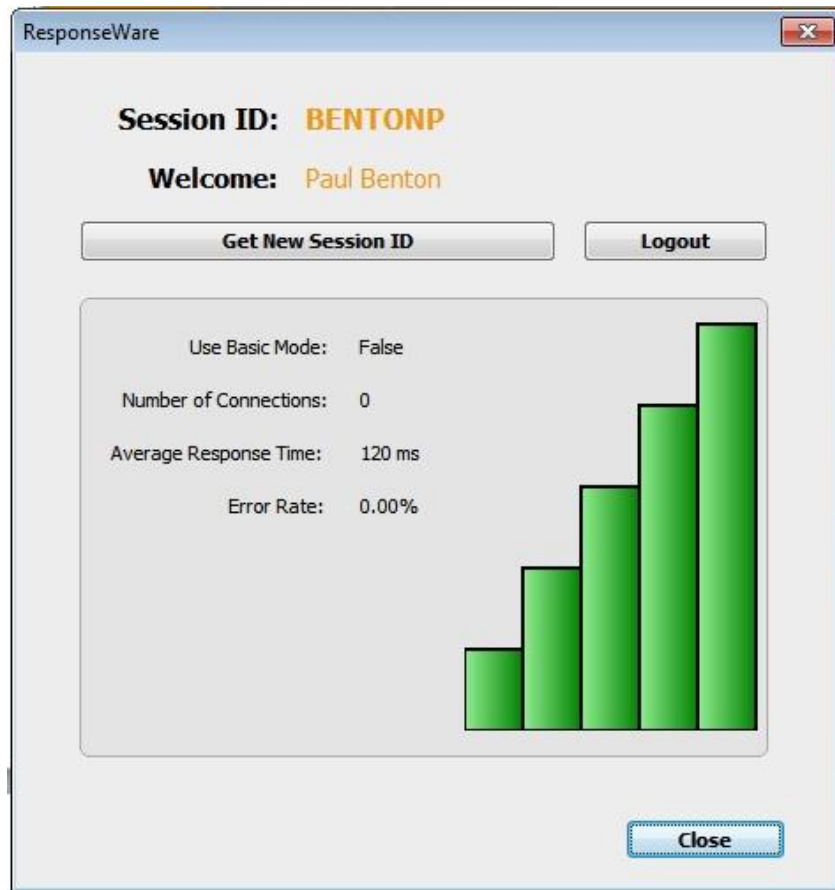 ResponseWare
Session ID: BENTONP
Welcome: Paul Benton
Get New Session ID Logout
Use Basic Mode: False
Number of Connections: 0
Average Response Time: 120 ms
Error Rate: 0.00%
Close